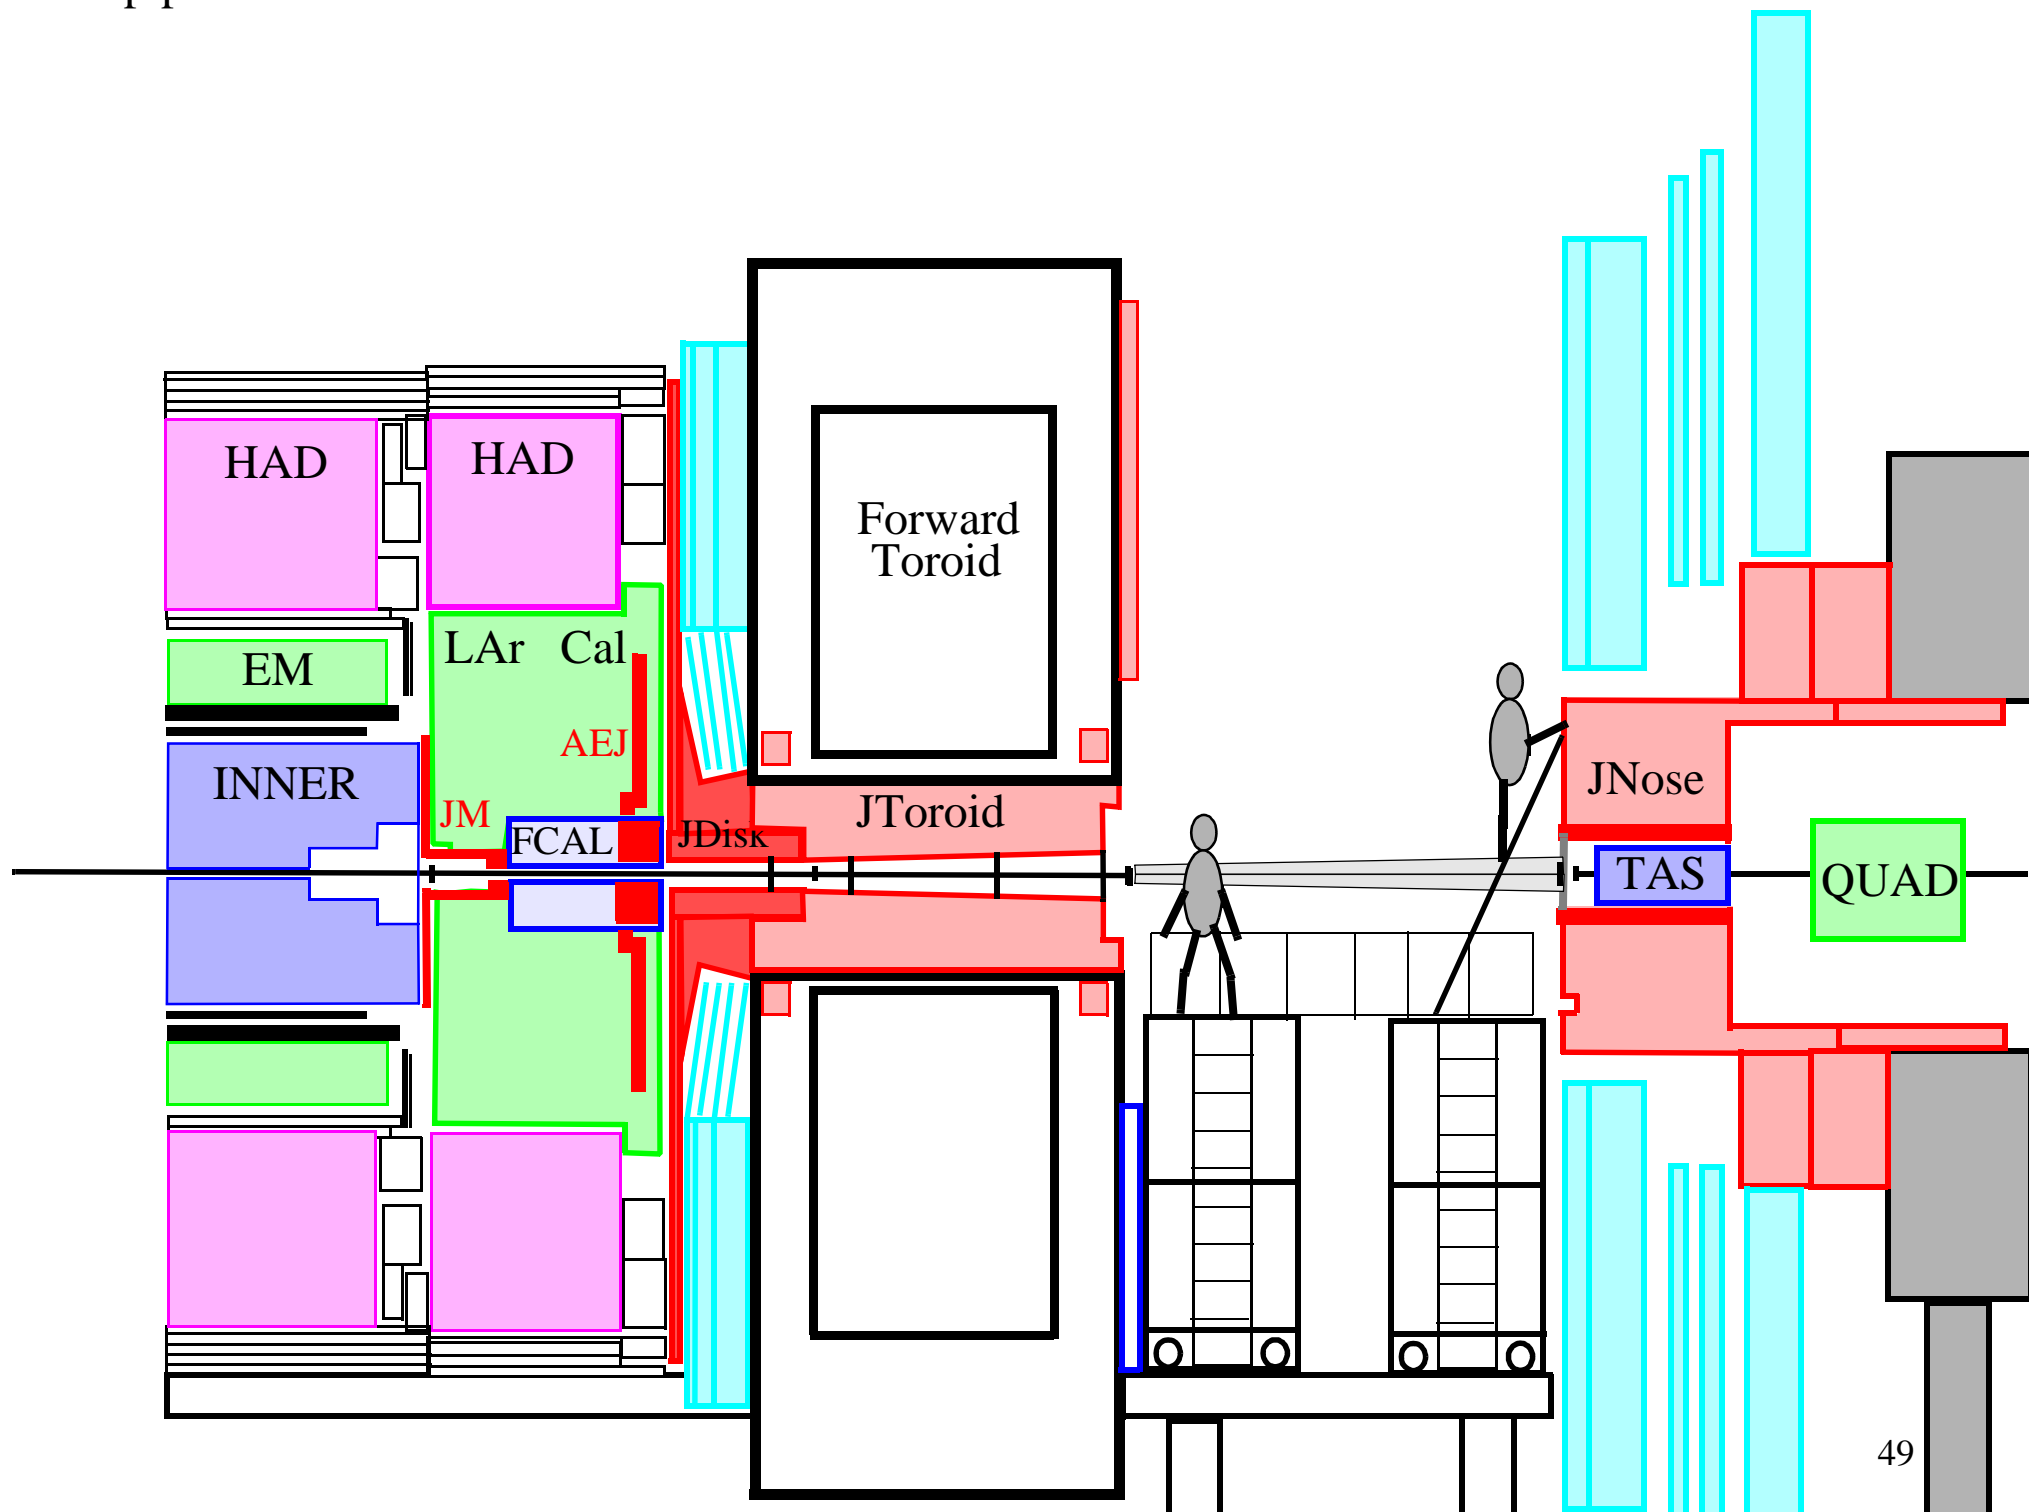 HAD
HAD
Forward
Toroid
LAr Cal
EM
AEJ
INNER
JNose
JM
JToroid
FCAL
JDisk
TAS
QUAD
49